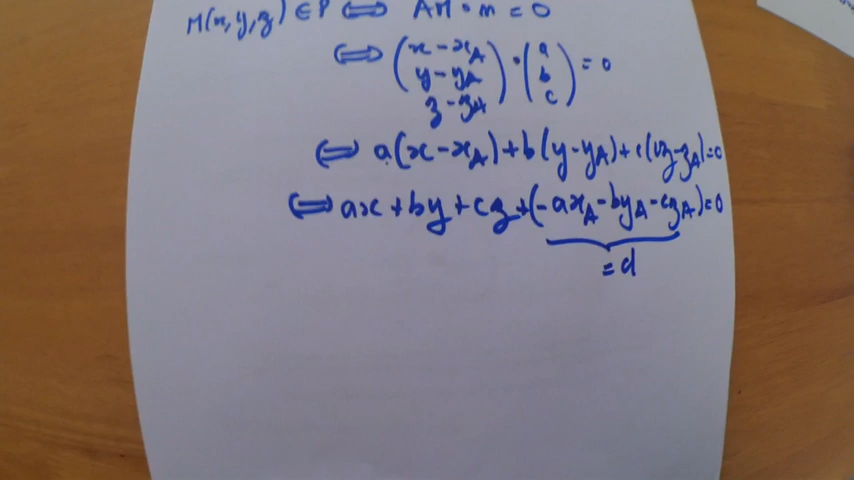 M(x, y, z) ∈ P ⟺ AM · n = 0
⟺ (x - x_A y - y_A z - z_A) · (a b c) = 0
⟺ a(x - x_A) + b(y - y_A) + c(z - z_A) = 0
⟺ ax + by + cz + (-ax_A - by_A - cz_A) = 0
= d